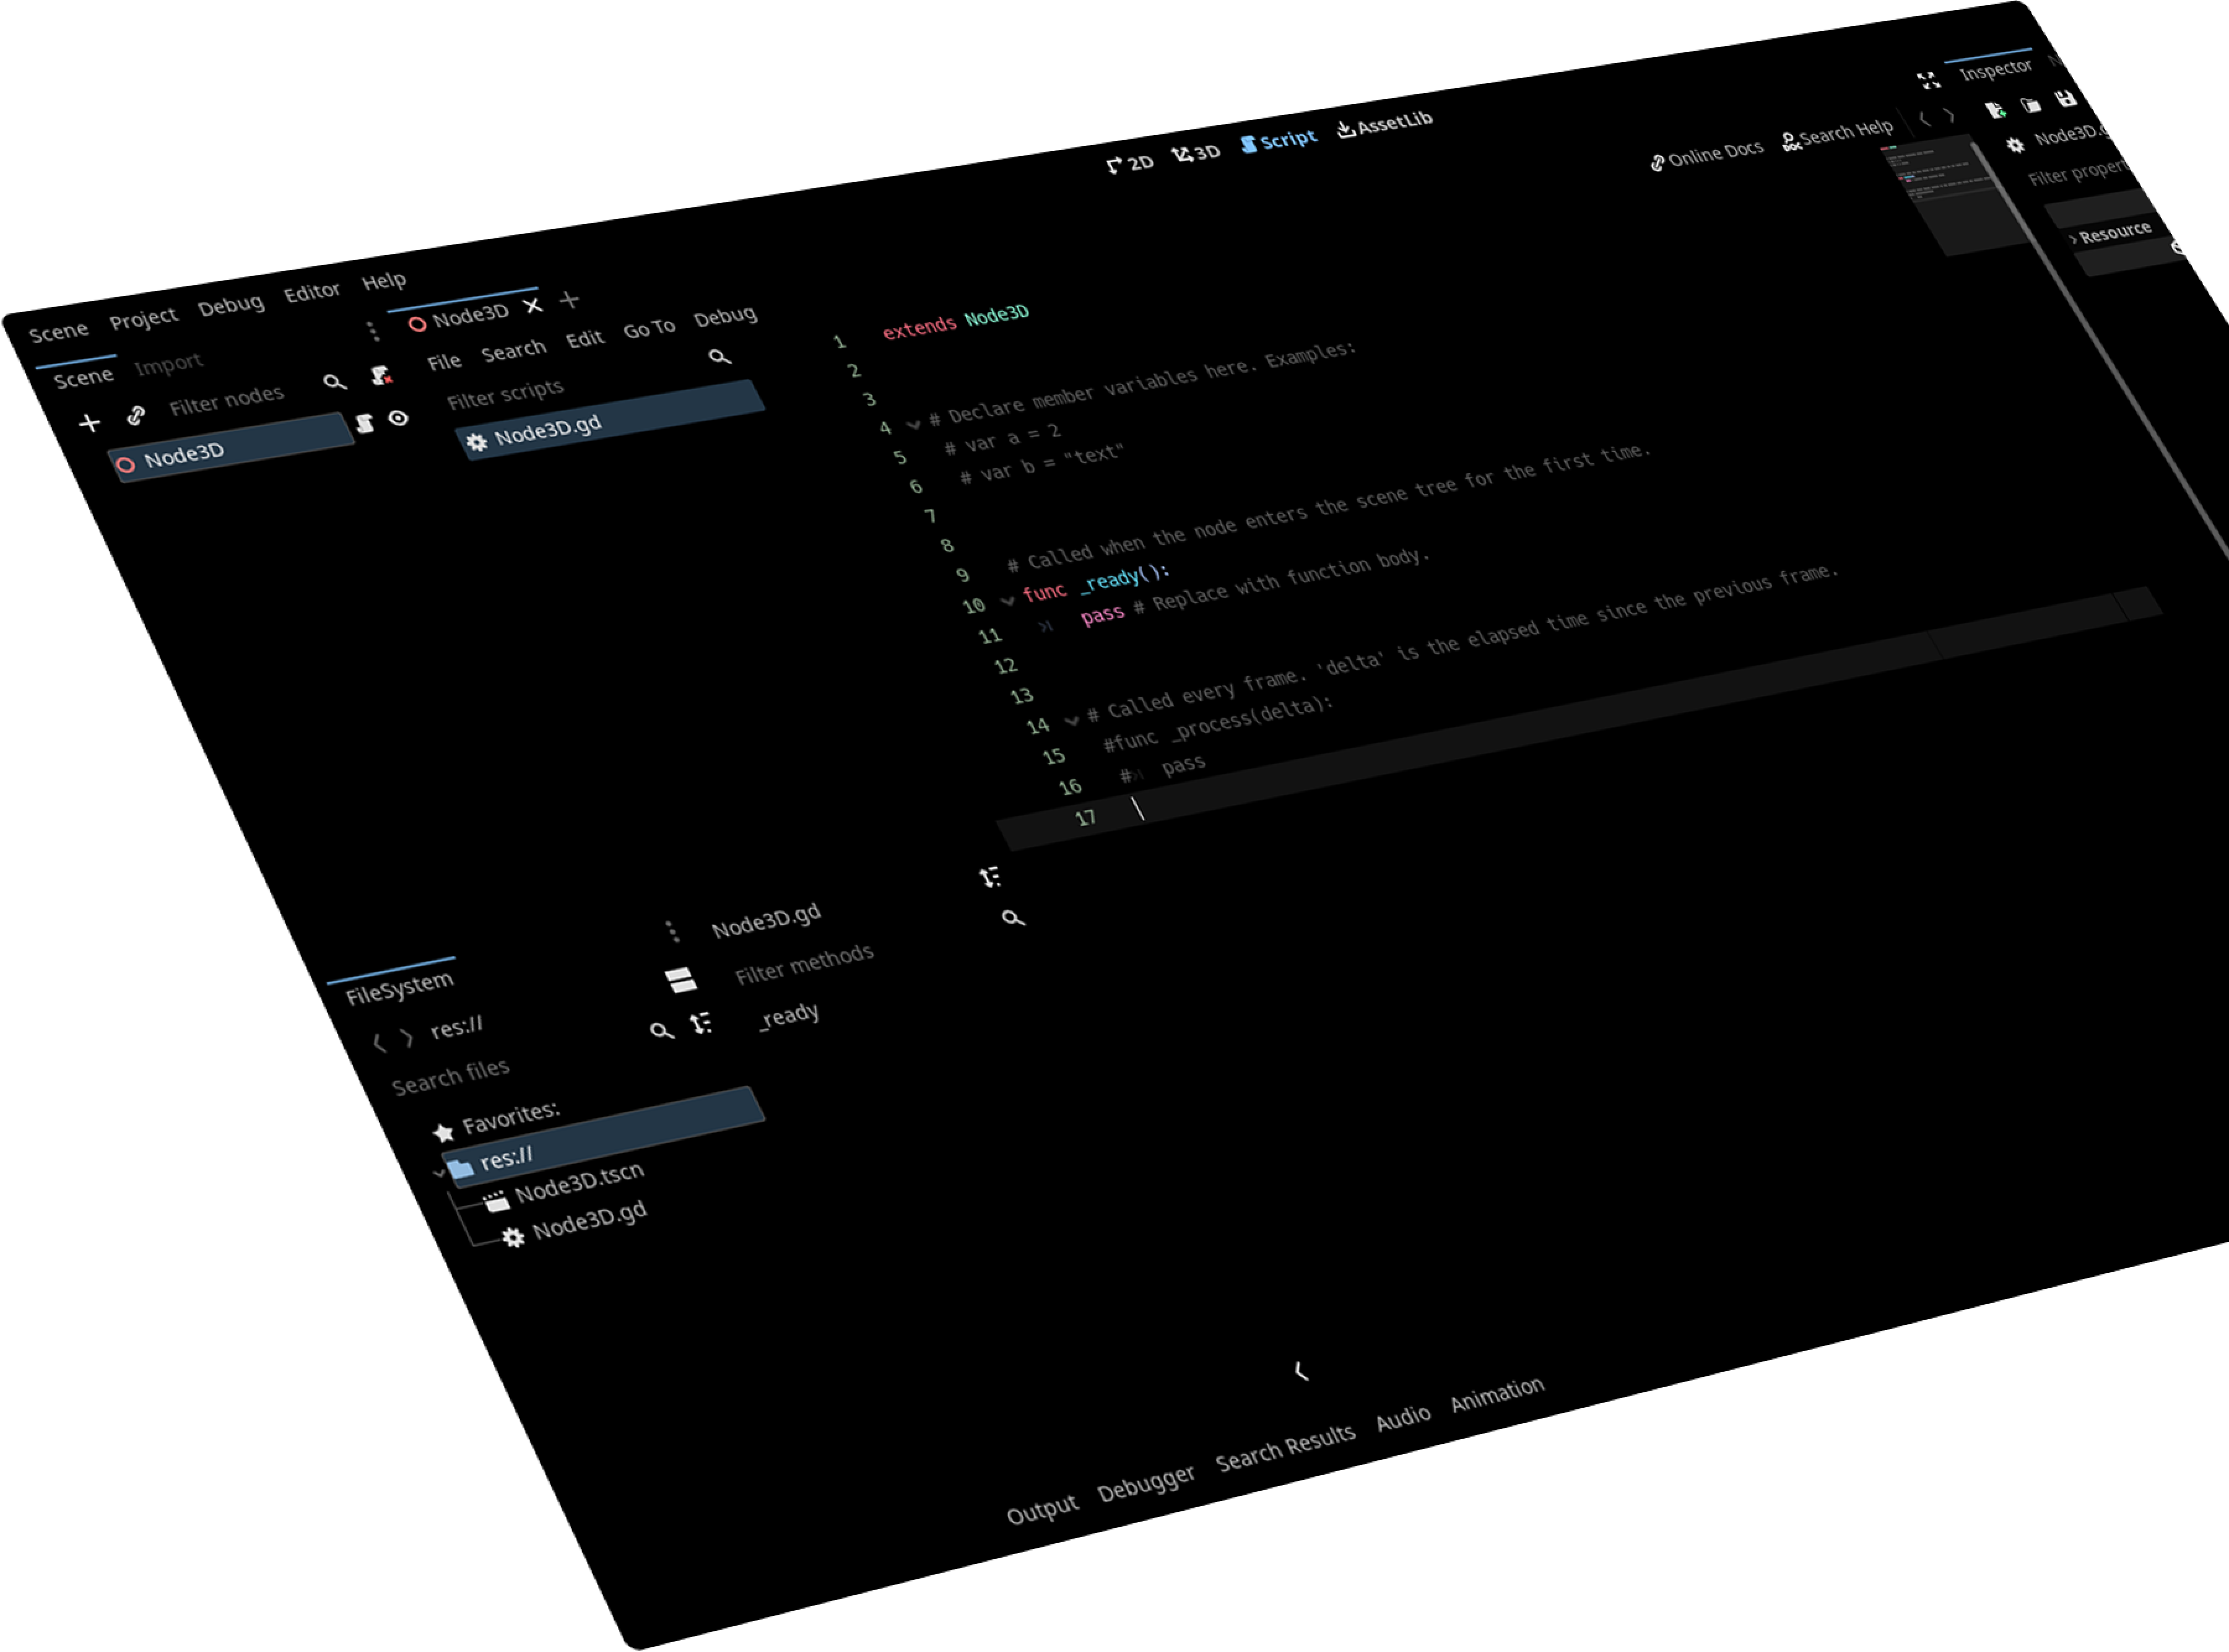 Scene Project Debug Editor Help
2D 3D Script AssetLib
Scene Import
Filter nodes
Node3D
Node3D
File Search Edit Go To Debug
Online Docs Search Help
Filter scripts
Node3D.gd
1 extends Node3D
2
3
4 # Declare member variables here. Examples:
5 # var a = 2
6 # var b = "text"
7
8
9 # Called when the node enters the scene tree for the first time.
10 func _ready():
11 pass # Replace with function body.
12
13
14 # Called every frame. 'delta' is the elapsed time since the previous frame.
15 #func _process(delta):
16 # pass
17
Node3D.gd
Filter methods
_ready
FileSystem
res://
Search files
Favorites:
res://
Node3D.tscn
Node3D.gd
Output Debugger Search Results Audio Animation
Inspector
Node3D.g
Filter propert
Resource